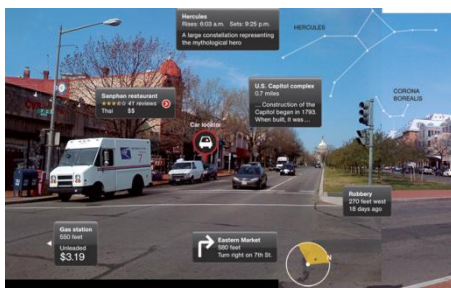 Hercules
Rises: 6:03 a.m. Sets: 9:25 p.m.
A large constellation representing
the mythological hero
HERCULES
CORONA
BOREALIS
Sanphan restaurant
41 reviews
Thai $$
Car locator
U.S. Capitol complex
0.7 miles
... Construction of the
Capitol began in 1793.
When built, it was ...
Robbery
270 feet west
18 days ago
Gas station
550 feet
Unleaded
$3.19
Eastern Market
560 feet
Turn right on 7th St.
N